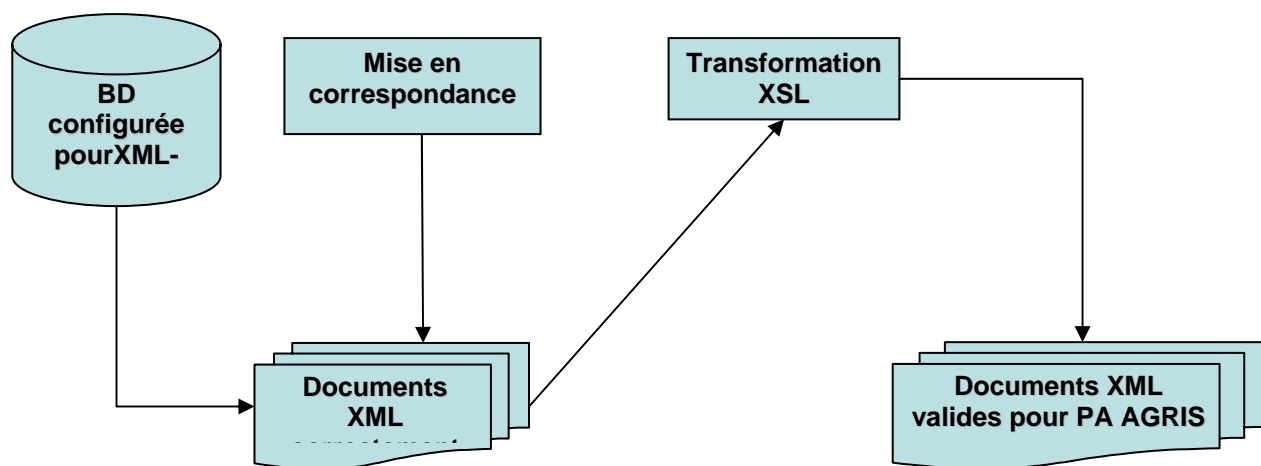 BD
configurée
pourXML-
Mise en
correspondance
Transformation
XSL
Documents
XML
Documents XML
valides pour PA AGRIS